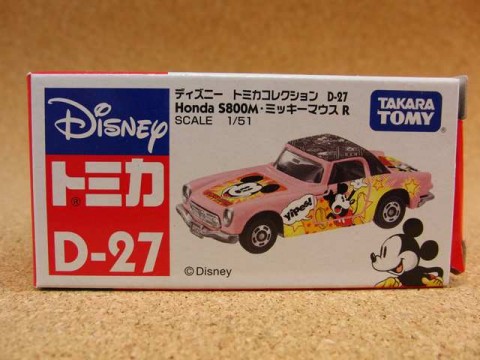 Disney
トミカ
®
D-27
ディズニー トミカコレクション D-27
Honda S800M・ミッキーマウス R
SCALE 1/51
TAKARA
TOMY
Yipes!
©Disney